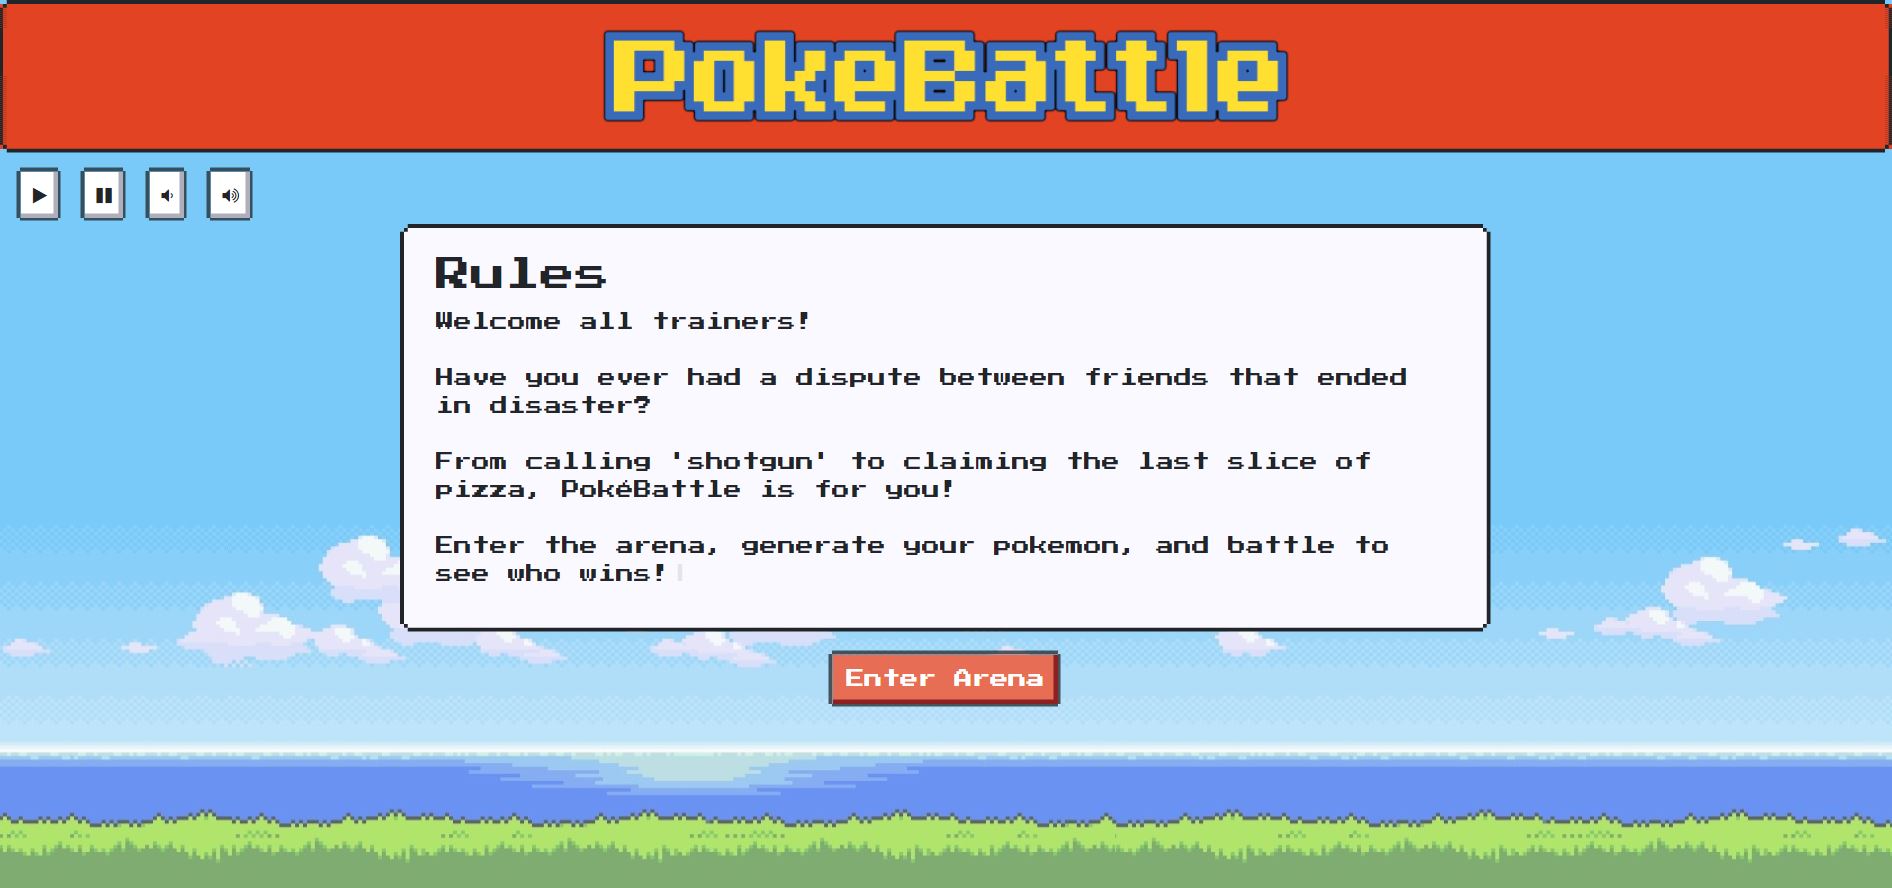 PokeBattle
Rules
Welcome all trainers!
Have you ever had a dispute between friends that ended
in disaster?
From calling 'shotgun' to claiming the last slice of
pizza, PokéBattle is for you!
Enter the arena, generate your pokemon, and battle to
see who wins!
Enter Arena